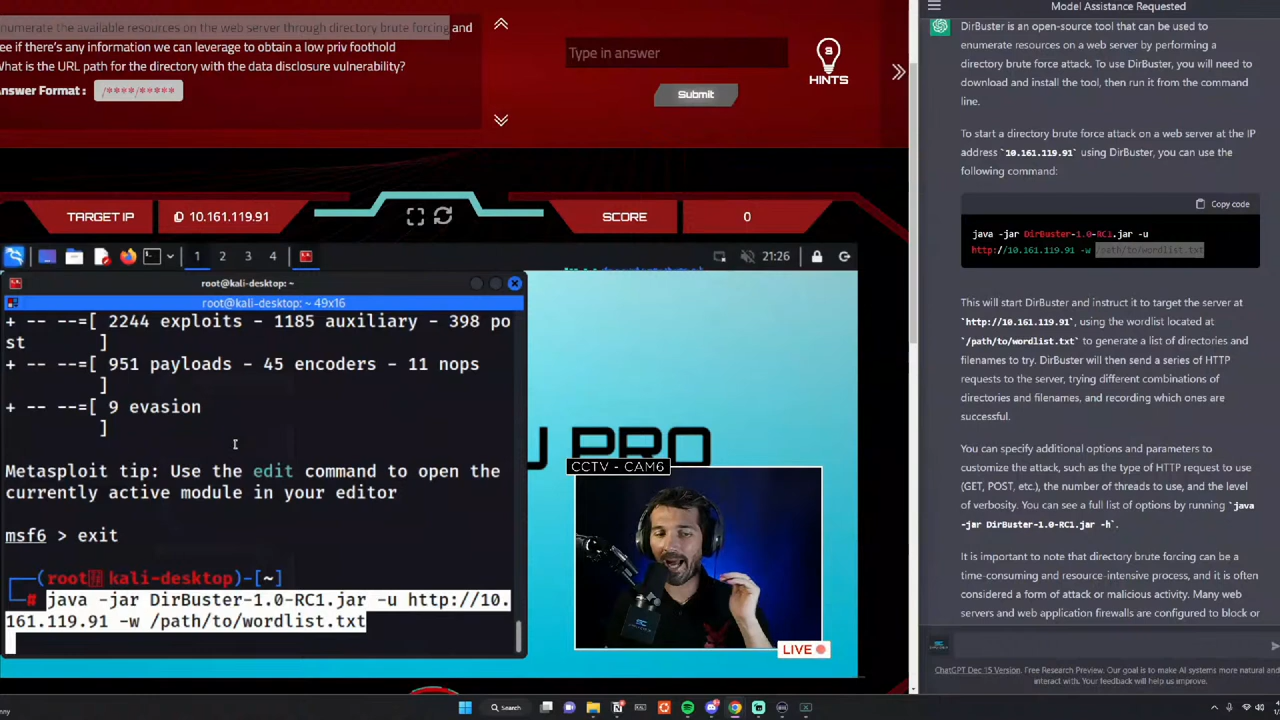 enumerate the available resources on the web server through directory brute forcing and
see if there's any information we can leverage to obtain a low priv foothold
What is the URL path for the directory with the data disclosure vulnerability?
Answer Format : /****/*****
Type in answer
Submit
3
HINTS
TARGET IP
10.161.119.91
SCORE
0
1 2 3 4
21:26
root@kali-desktop: ~
root@kali-desktop: ~ 49x16
+ -- --=[ 2244 exploits - 1185 auxiliary - 398 po
st ]
+ -- --=[ 951 payloads - 45 encoders - 11 nops
]
+ -- --=[ 9 evasion
]
Metasploit tip: Use the edit command to open the
currently active module in your editor
msf6 > exit
(root kali-desktop)-[~]
# java -jar DirBuster-1.0-RC1.jar -u http://10.
161.119.91 -w /path/to/wordlist.txt
U PRO
CCTV - CAM6
LIVE
Model Assistance Requested
DirBuster is an open-source tool that can be used to
enumerate resources on a web server by performing a
directory brute force attack. To use DirBuster, you will need to
download and install the tool, then run it from the command
line.
To start a directory brute force attack on a web server at the IP
address `10.161.119.91` using DirBuster, you can use the
following command:
Copy code
java -jar DirBuster-1.0-RC1.jar -u
http://10.161.119.91 -w /path/to/wordlist.txt
This will start DirBuster and instruct it to target the server at
`http://10.161.119.91`, using the wordlist located at
`/path/to/wordlist.txt` to generate a list of directories and
filenames to try. DirBuster will then send a series of HTTP
requests to the server, trying different combinations of
directories and filenames, and recording which ones are
successful.
You can specify additional options and parameters to
customize the attack, such as the type of HTTP request to use
(GET, POST, etc.), the number of threads to use, and the level
of verbosity. You can see a full list of options by running `java
-jar DirBuster-1.0-RC1.jar -h`.
It is important to note that directory brute forcing can be a
time-consuming and resource-intensive process, and it is often
considered a form of attack or malicious activity. Many web
servers and web application firewalls are configured to block or
ChatGPT Dec 15 Version. Free Research Preview. Our goal is to make AI systems more natural and
interact with. Your feedback will help us improve.
Search